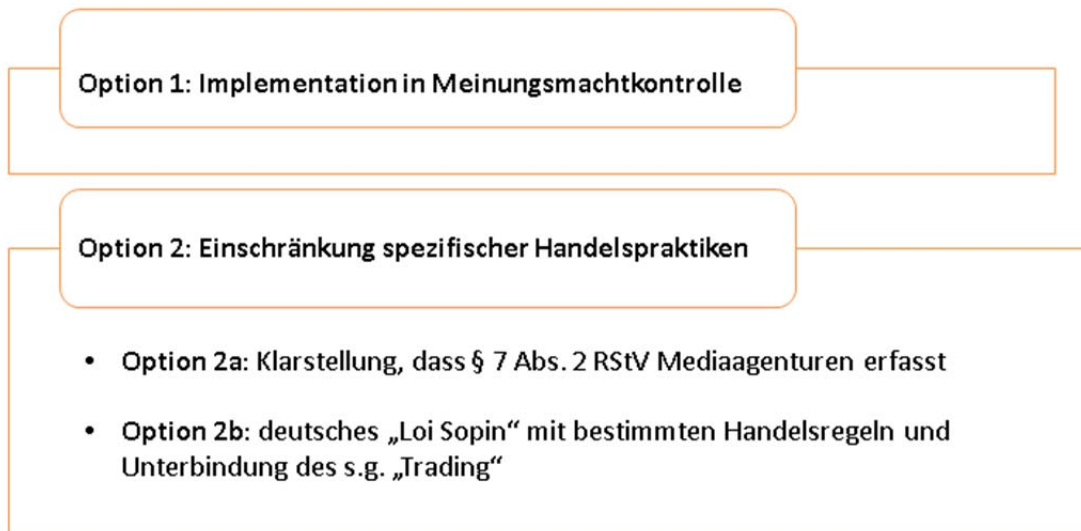 Option 1: Implementation in Meinungsmachtkontrolle
Option 2: Einschränkung spezifischer Handelspraktiken
• Option 2a: Klarstellung, dass § 7 Abs. 2 RStV Mediaagenturen erfasst
• Option 2b: deutsches „Loi Sopin“ mit bestimmten Handelsregeln und
Unterbindung des s.g. „Trading“